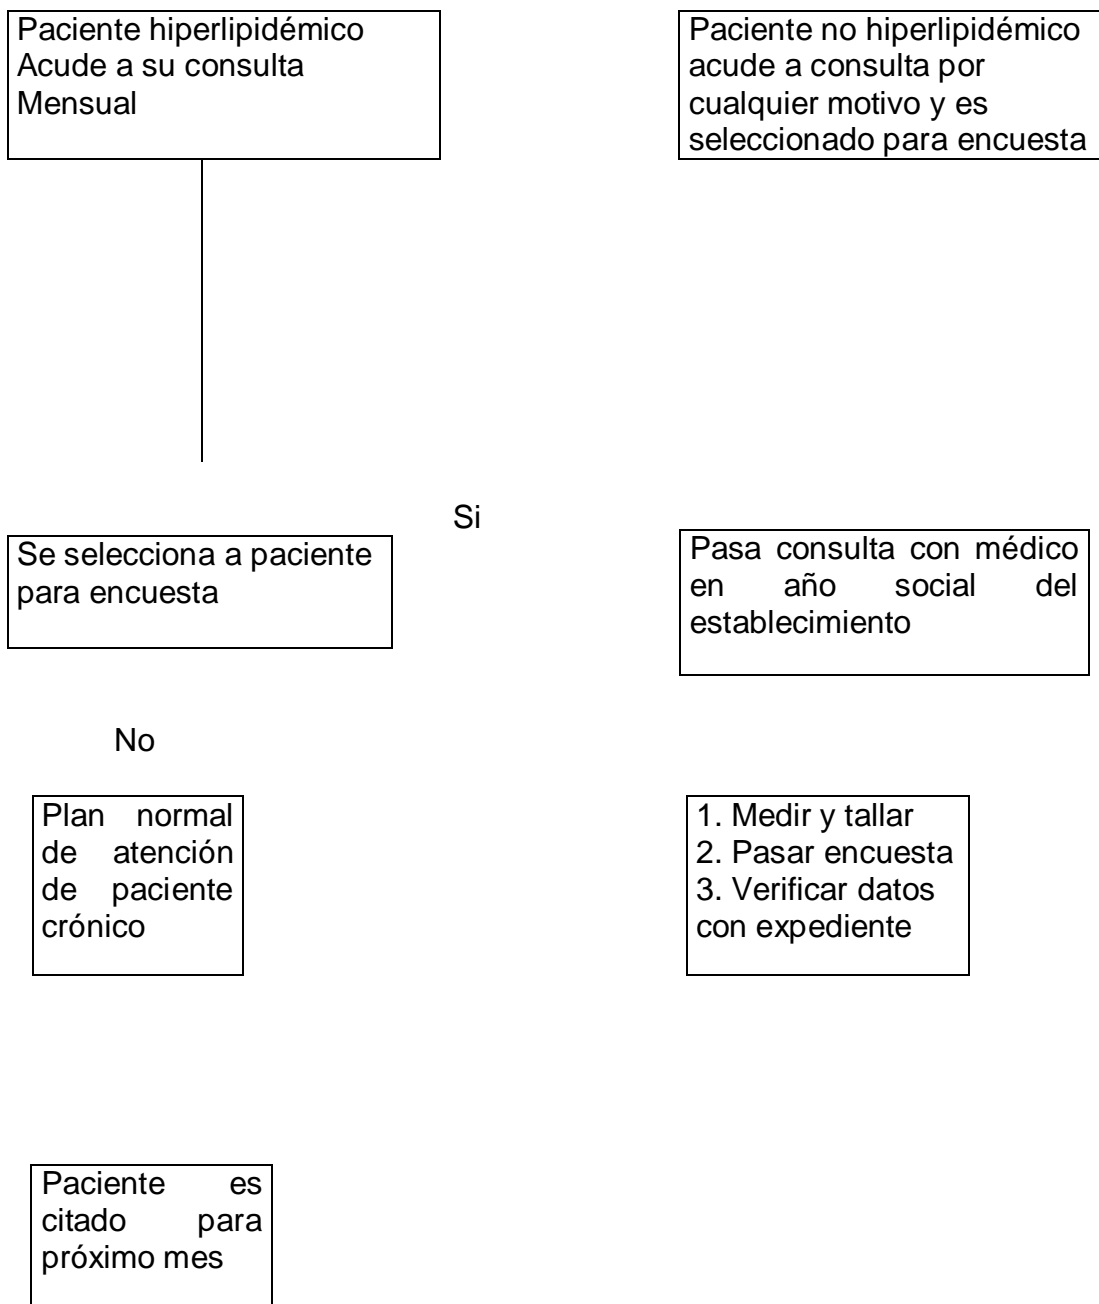 Paciente hiperlipidémico
Acude a su consulta
Mensual
Paciente no hiperlipidémico
acude a consulta por
cualquier motivo y es
seleccionado para encuesta
Si
Se selecciona a paciente
para encuesta
Pasa consulta con médico
en año social del
establecimiento
No
Plan normal
de atención
de paciente
crónico
1. Medir y tallar
2. Pasar encuesta
3. Verificar datos
con expediente
Paciente es
citado para
próximo mes